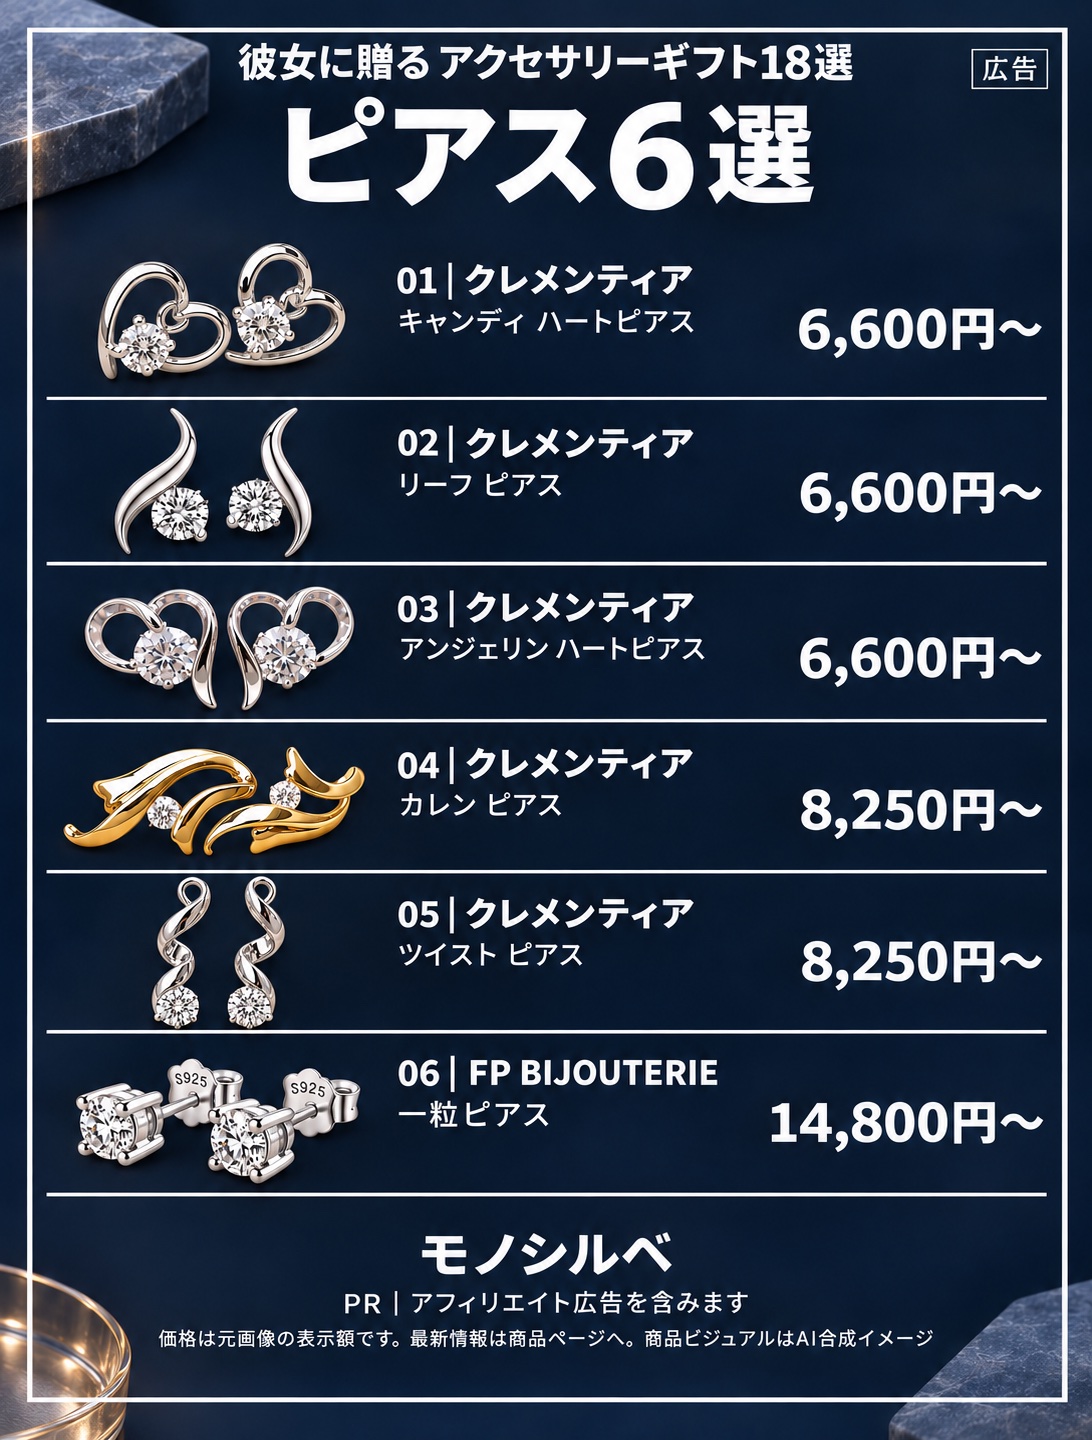 彼女に贈る アクセサリーギフト18選
広告
ピアス6選
01 | クレメンティア
キャンディ ハートピアス
6,600円〜
02 | クレメンティア
リーフ ピアス
6,600円〜
03 | クレメンティア
アンジェリン ハートピアス
6,600円〜
04 | クレメンティア
カレン ピアス
8,250円〜
05 | クレメンティア
ツイスト ピアス
8,250円〜
S925
S925
06 | FP BIJOUTERIE
一粒ピアス
14,800円〜
モノシルベ
PR | アフィリエイト広告を含みます
価格は元画像の表示額です。最新情報は商品ページへ。商品ビジュアルはAI合成イメージ